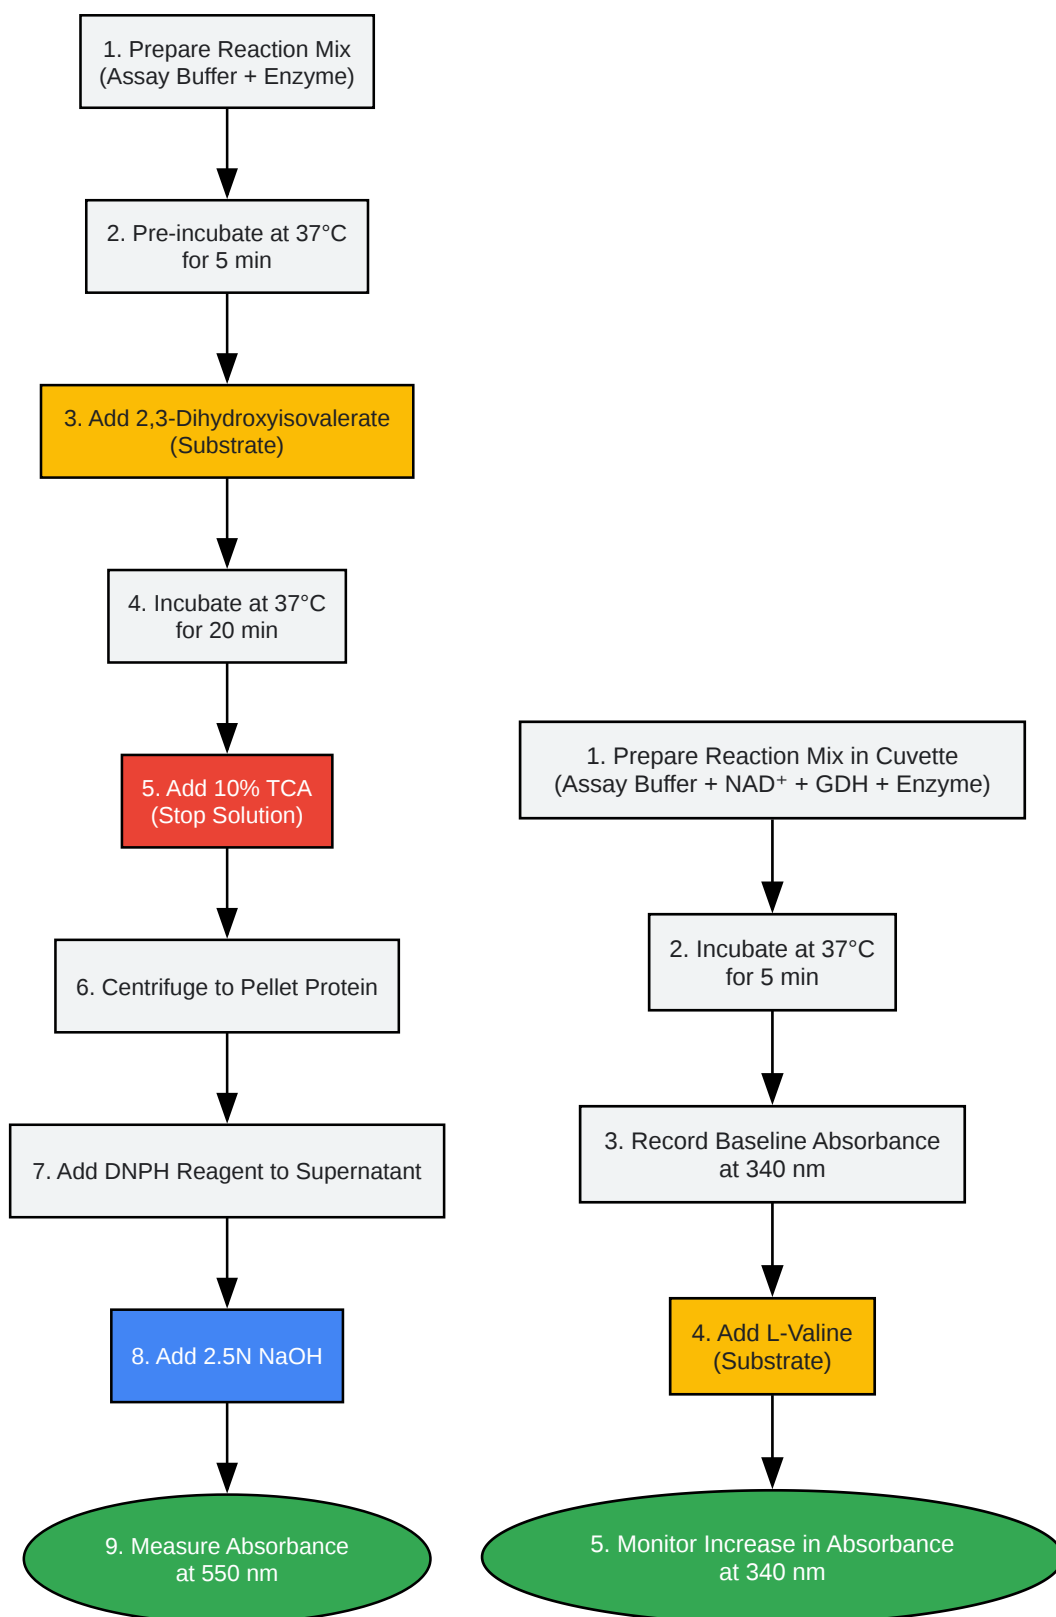 1. Prepare Reaction Mix
(Assay Buffer + Enzyme)
2. Pre-incubate at 37°C
for 5 min
3. Add 2,3-Dihydroxyisovalerate
(Substrate)
4. Incubate at 37°C
for 20 min
5. Add 10% TCA
(Stop Solution)
6. Centrifuge to Pellet Protein
7. Add DNPH Reagent to Supernatant
8. Add 2.5N NaOH
9. Measure Absorbance
at 550 nm
1. Prepare Reaction Mix in Cuvette
(Assay Buffer + NAD⁺ + GDH + Enzyme)
2. Incubate at 37°C
for 5 min
3. Record Baseline Absorbance
at 340 nm
4. Add L-Valine
(Substrate)
5. Monitor Increase in Absorbance
at 340 nm